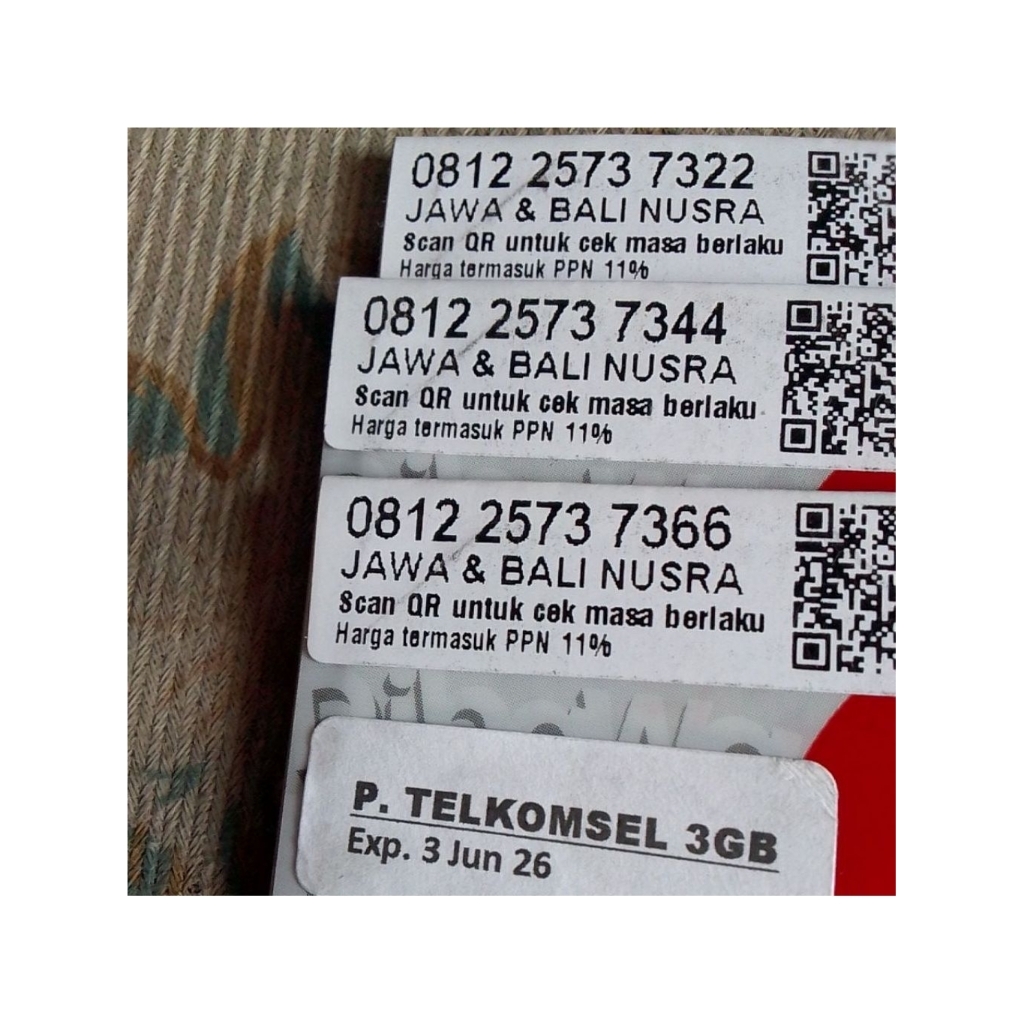 0812 2573 7322
JAWA & BALI NUSRA
Scan QR untuk cek masa berlaku
Harga termasuk PPN 11%
0812 2573 7344
JAWA & BALI NUSRA
Scan QR untuk cek masa berlaku
Harga termasuk PPN 11%
0812 2573 7366
JAWA & BALI NUSRA
Scan QR untuk cek masa berlaku
Harga termasuk PPN 11%
P. TELKOMSEL 3GB
Exp. 3 Jun 26